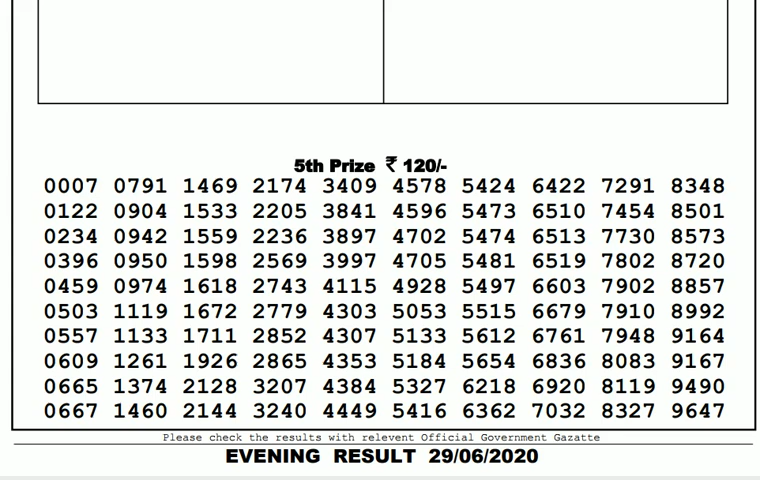 5th Prize ₹ 120/-
0007 0791 1469 2174 3409 4578 5424 6422 7291 8348
0122 0904 1533 2205 3841 4596 5473 6510 7454 8501
0234 0942 1559 2236 3897 4702 5474 6513 7730 8573
0396 0950 1598 2569 3997 4705 5481 6519 7802 8720
0459 0974 1618 2743 4115 4928 5497 6603 7902 8857
0503 1119 1672 2779 4303 5053 5515 6679 7910 8992
0557 1133 1711 2852 4307 5133 5612 6761 7948 9164
0609 1261 1926 2865 4353 5184 5654 6836 8083 9167
0665 1374 2128 3207 4384 5327 6218 6920 8119 9490
0667 1460 2144 3240 4449 5416 6362 7032 8327 9647
Please check the results with relevent Official Government Gazatte
EVENING RESULT 29/06/2020